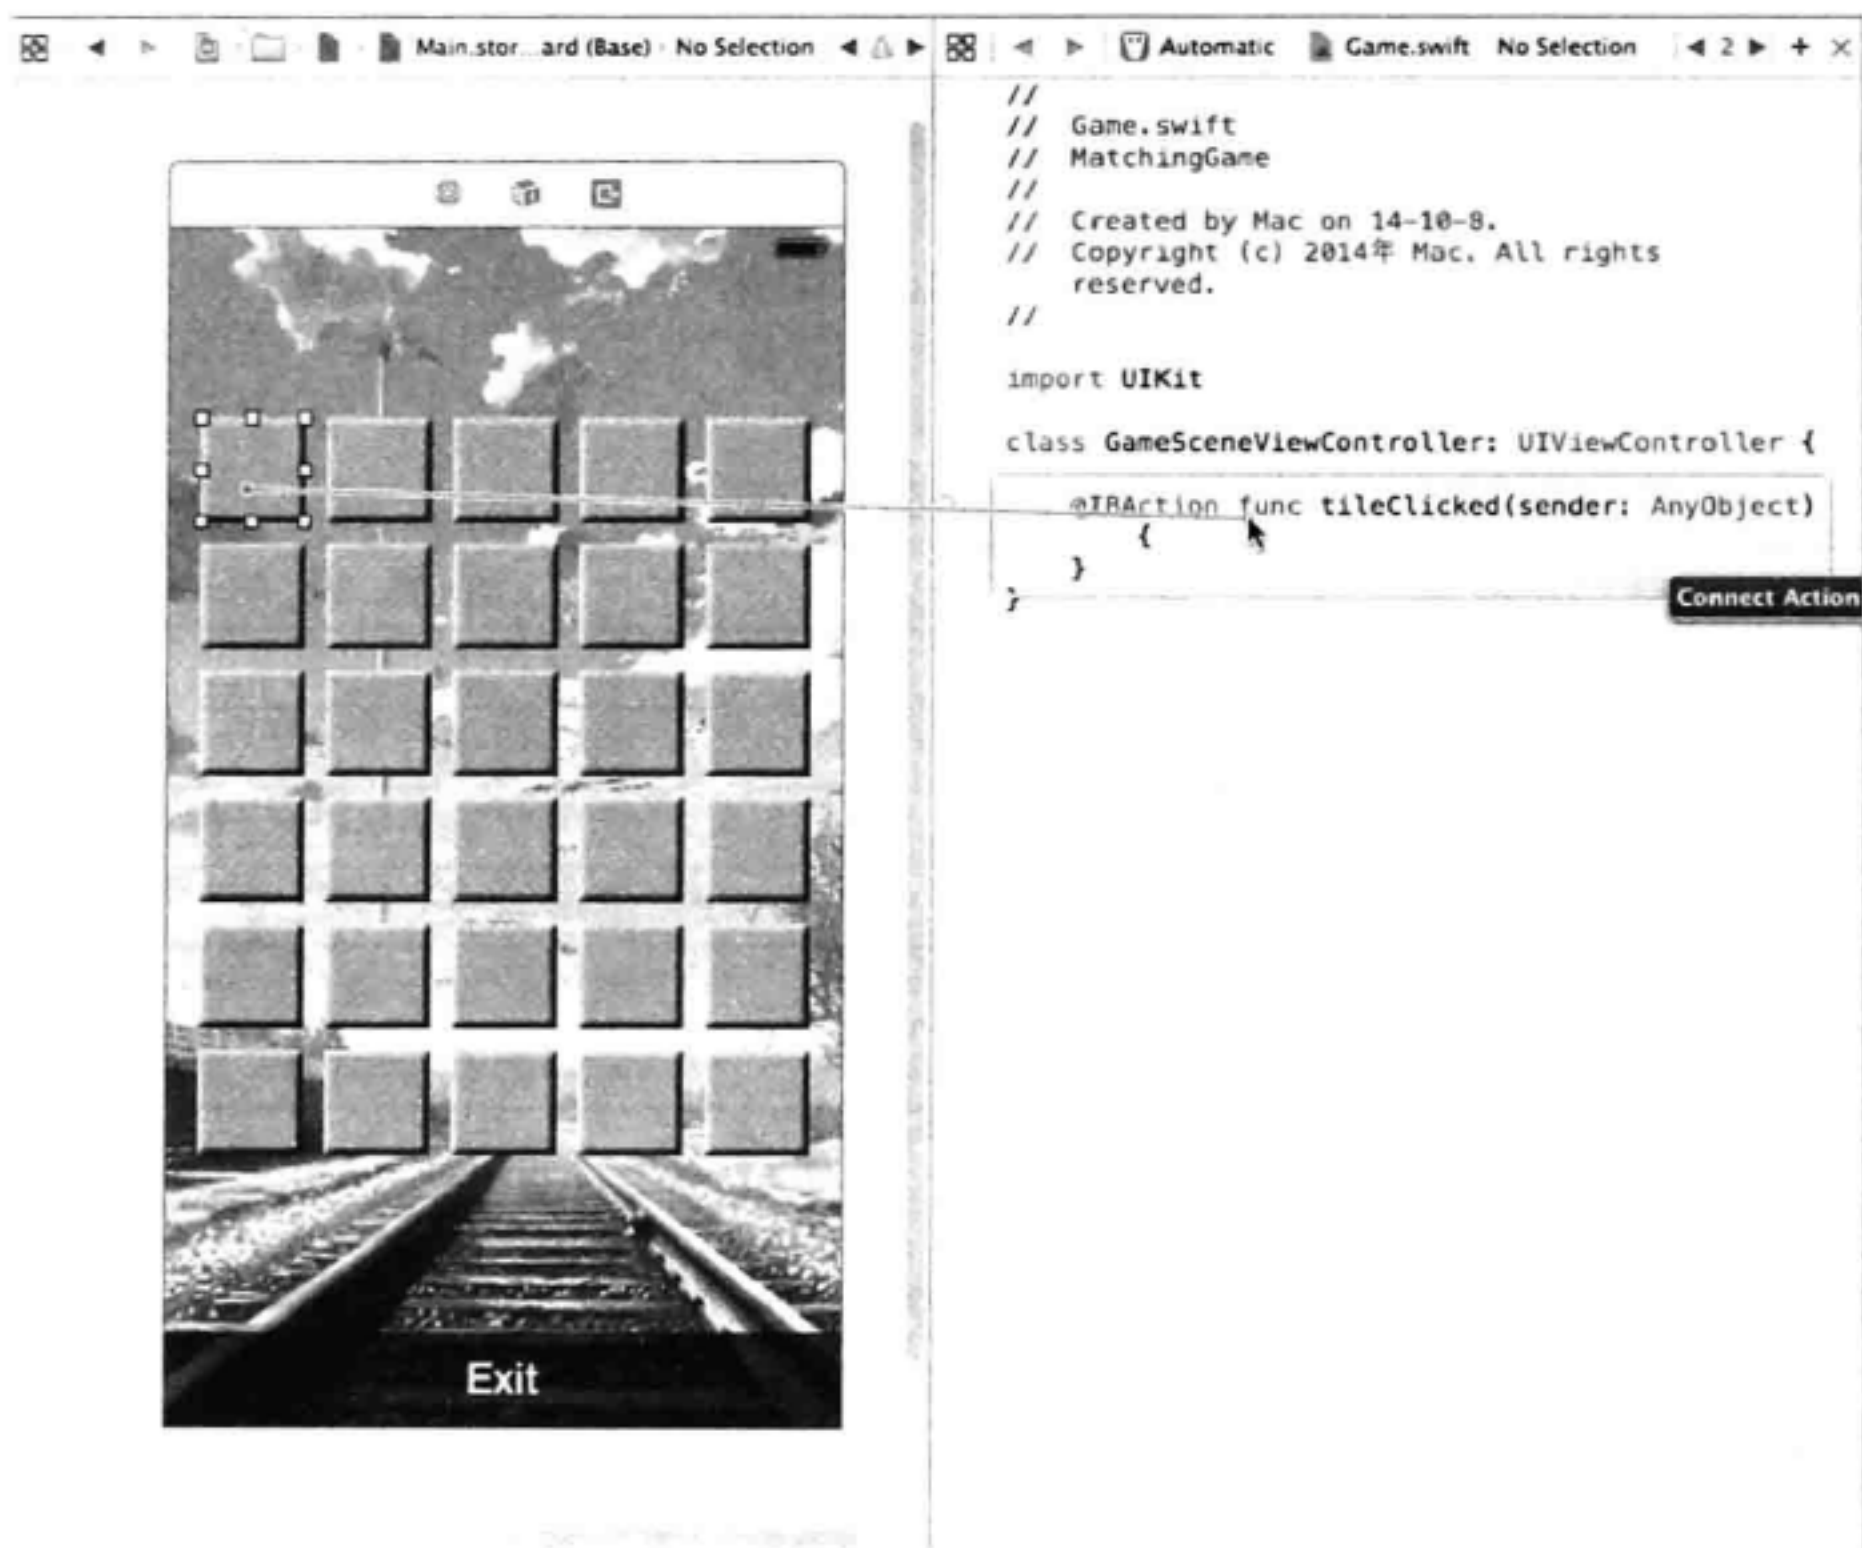 Main.stor...ard (Base) No Selection
Automatic Game.swift No Selection 2
//
// Game.swift
// MatchingGame
//
// Created by Mac on 14-10-8.
// Copyright (c) 2014年 Mac. All rights
reserved.
//
import UIKit
class GameSceneViewController: UIViewController {
@IBAction func tileClicked(sender: AnyObject)
{
}
}
Connect Action
Exit